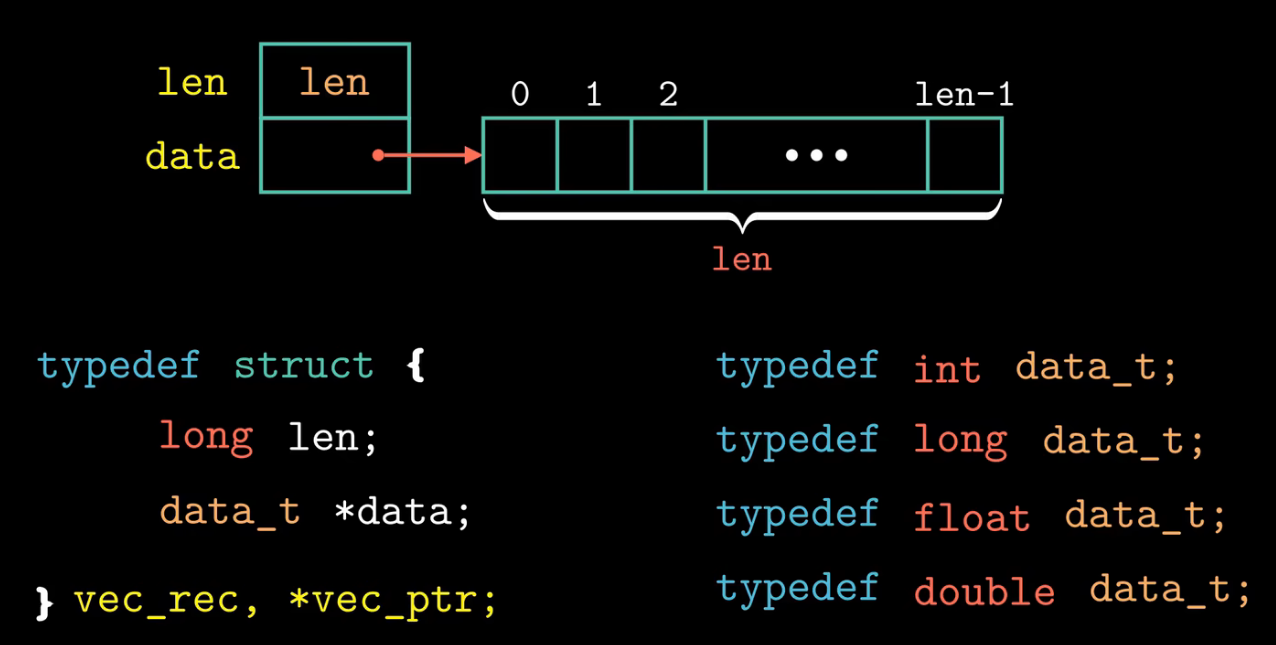 len len
0 1 2 len-1
data
len
typedef struct {
long len;
data_t *data;
} vec_rec, *vec_ptr;
typedef int data_t;
typedef long data_t;
typedef float data_t;
typedef double data_t;